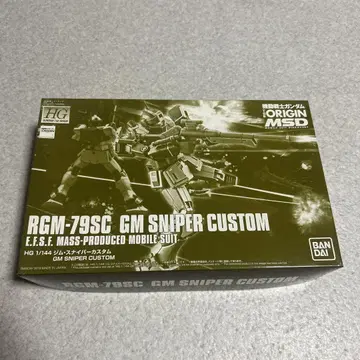 HG
機動戦士ガンダム
THE ORIGIN
MSD
RGM-79SC GM SNIPER CUSTOM
E.F.S.F. MASS-PRODUCED MOBILE SUIT
HG 1/144 ジム・スナイパーカスタム
GM SNIPER CUSTOM
BAN
DAI
RGM-79SC GM SNIPER CUSTOM